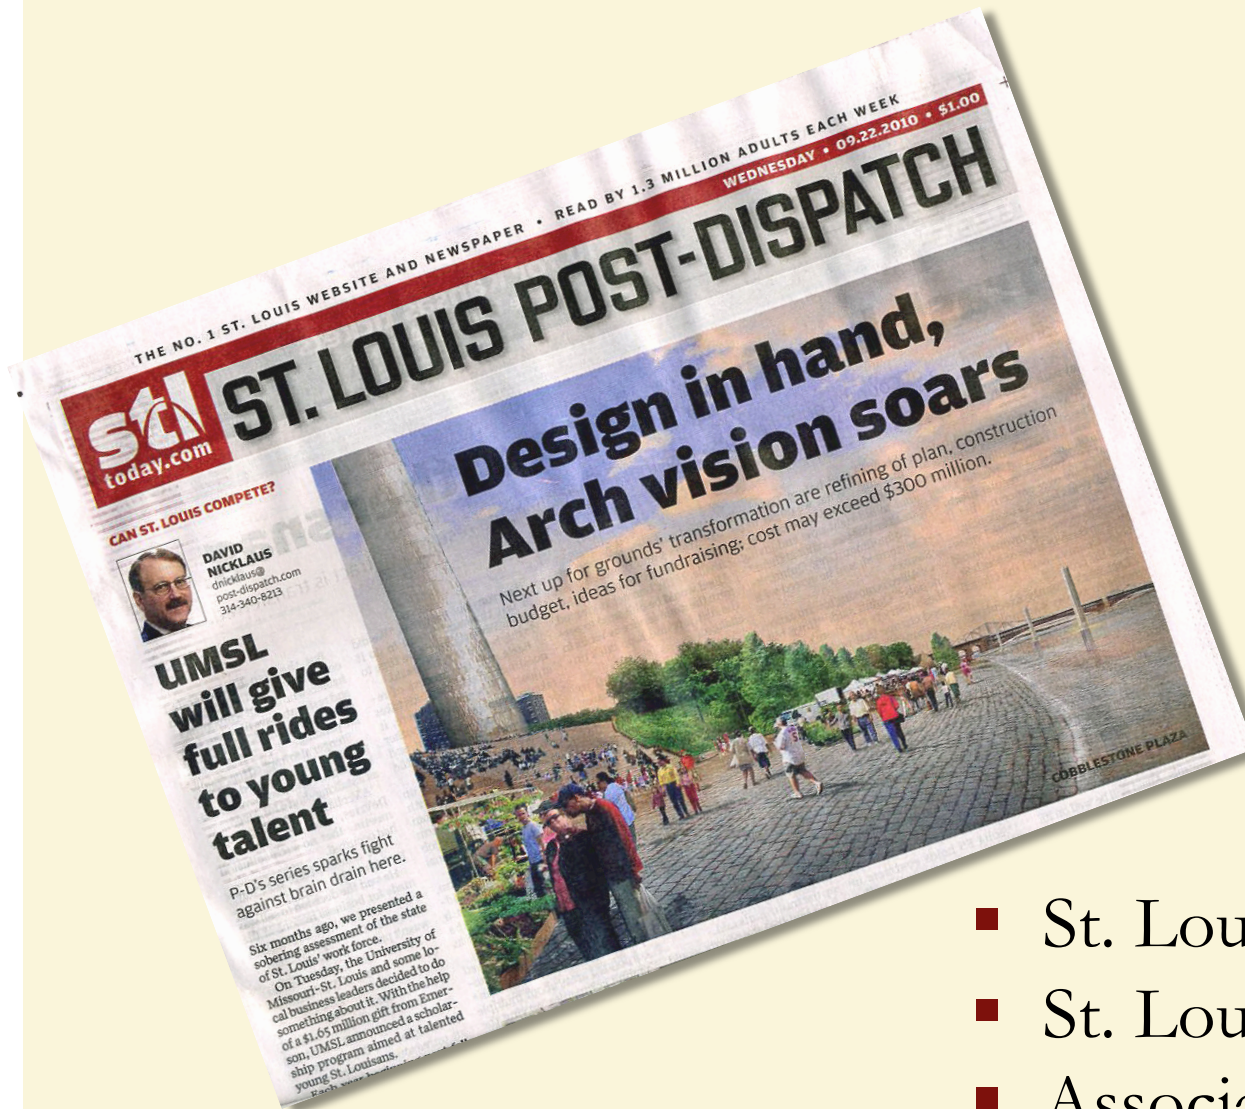 THE NO. 1 ST. LOUIS WEBSITE AND NEWSPAPER • READ BY 1.3 MILLION ADULTS EACH WEEK
WEDNESDAY • 09.22.2010 • $1.00
stl
today.com
ST. LOUIS POST-DISPATCH
Design in hand,
Arch vision soars
Next up for grounds' transformation are refining of plan, construction
budget, ideas for fundraising; cost may exceed $300 million.
COBBLESTONE PLAZA
CAN ST. LOUIS COMPETE?
DAVID
NICKLAUS
dnicklaus@
post-dispatch.com
314-340-8213
UMSL
will give
full rides
to young
talent
P-D's series sparks fight
against brain drain here.
Six months ago, we presented a
sobering assessment of the state
of St. Louis' work force.
On Tuesday, the University of
Missouri-St. Louis and some lo-
cal business leaders decided to do
something about it. With the help
of a $1.65 million gift from Emer-
son, UMSL announced a scholar-
ship program aimed at talented
young St. Louisans.
Each year
St. Lou
St. Lou
Associa